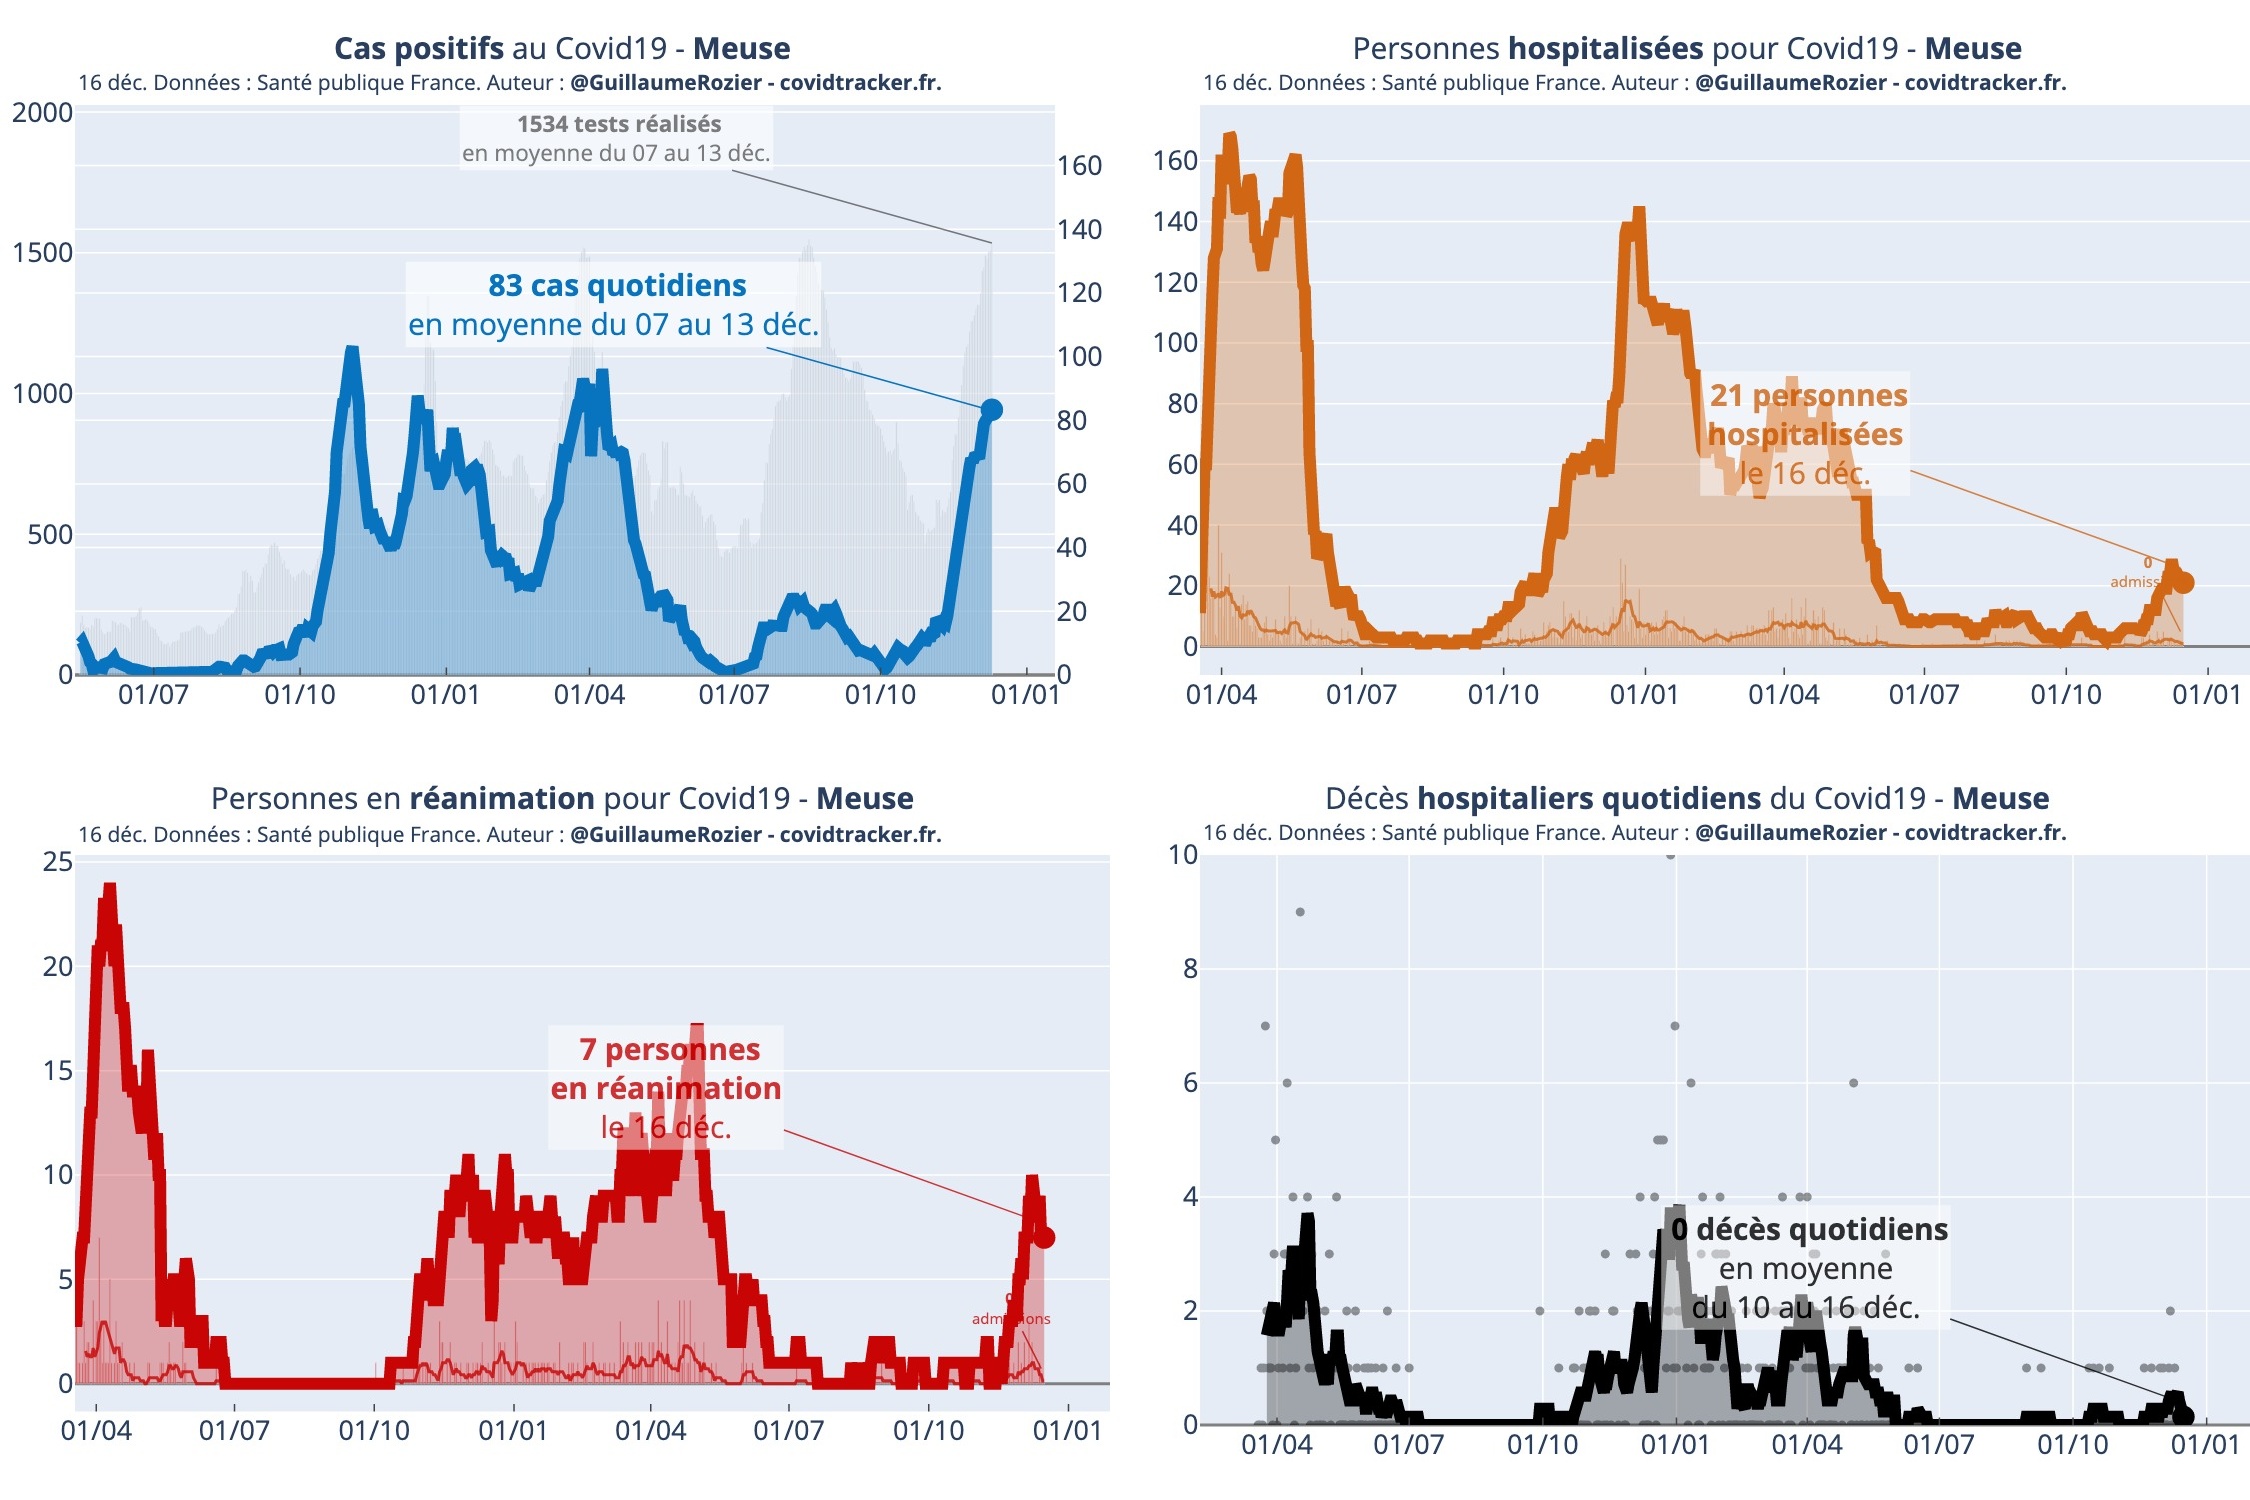 Cas positifs au Covid19 - Meuse
16 déc. Données : Santé publique France. Auteur : @GuillaumeRozier - covidtracker.fr.
2000
1500
1000
500
0
160
140
120
100
80
60
40
20
0
1534 tests réalisés
en moyenne du 07 au 13 déc.
83 cas quotidiens
en moyenne du 07 au 13 déc.
01/07 01/10 01/01 01/04 01/07 01/10 01/01
Personnes hospitalisées pour Covid19 - Meuse
16 déc. Données : Santé publique France. Auteur : @GuillaumeRozier - covidtracker.fr.
160
140
120
100
80
60
40
20
0
21 personnes
hospitalisées
le 16 déc.
0
admiss
01/04 01/07 01/10 01/01 01/04 01/07 01/10 01/01
Personnes en réanimation pour Covid19 - Meuse
16 déc. Données : Santé publique France. Auteur : @GuillaumeRozier - covidtracker.fr.
25
20
15
10
5
0
7 personnes
en réanimation
le 16 déc.
0
admissions
01/04 01/07 01/10 01/01 01/04 01/07 01/10 01/01
Décès hospitaliers quotidiens du Covid19 - Meuse
16 déc. Données : Santé publique France. Auteur : @GuillaumeRozier - covidtracker.fr.
10
8
6
4
2
0
0 décès quotidiens
en moyenne
du 10 au 16 déc.
01/04 01/07 01/10 01/01 01/04 01/07 01/10 01/01